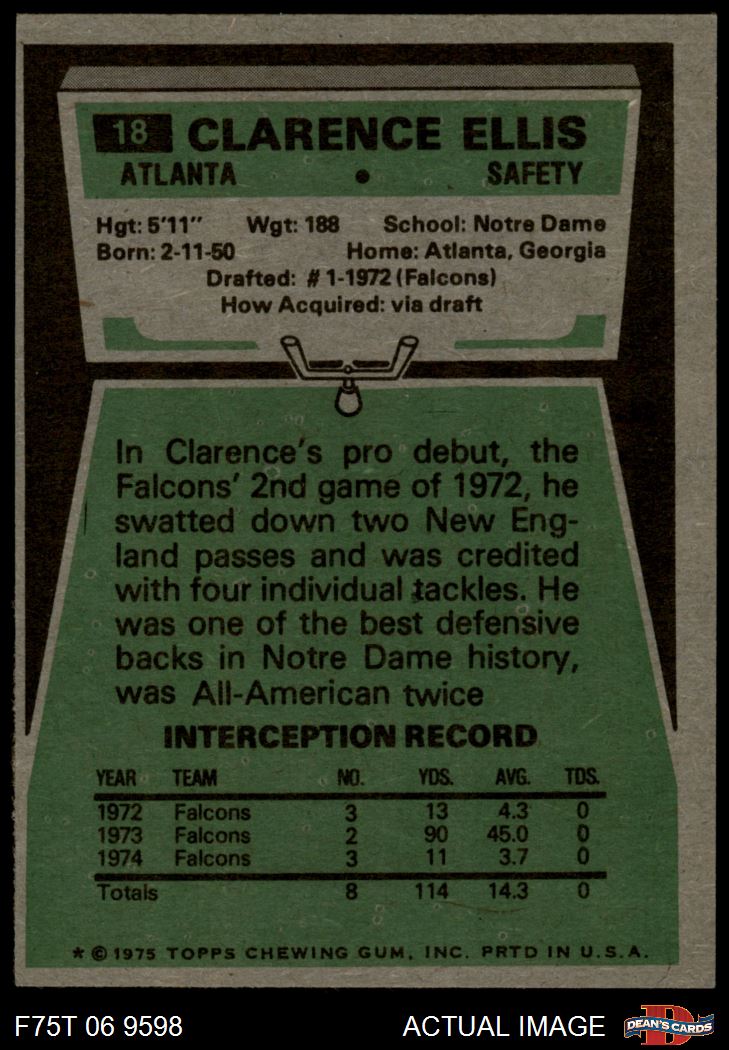 18 CLARENCE ELLIS
ATLANTA • SAFETY
Hgt: 5'11" Wgt: 188 School: Notre Dame
Born: 2-11-50 Home: Atlanta, Georgia
Drafted: #1-1972 (Falcons)
How Acquired: via draft
In Clarence's pro debut, the
Falcons' 2nd game of 1972, he
swatted down two New Eng-
land passes and was credited
with four individual tackles. He
was one of the best defensive
backs in Notre Dame history,
was All-American twice
INTERCEPTION RECORD
YEAR TEAM NO. YDS. AVG. TDS.
1972 Falcons 3 13 4.3 0
1973 Falcons 2 90 45.0 0
1974 Falcons 3 11 3.7 0
Totals 8 114 14.3 0
* © 1975 TOPPS CHEWING GUM, INC. PRTD IN U.S.A.
F75T 06 9598 ACTUAL IMAGE D DEAN'S CARDS